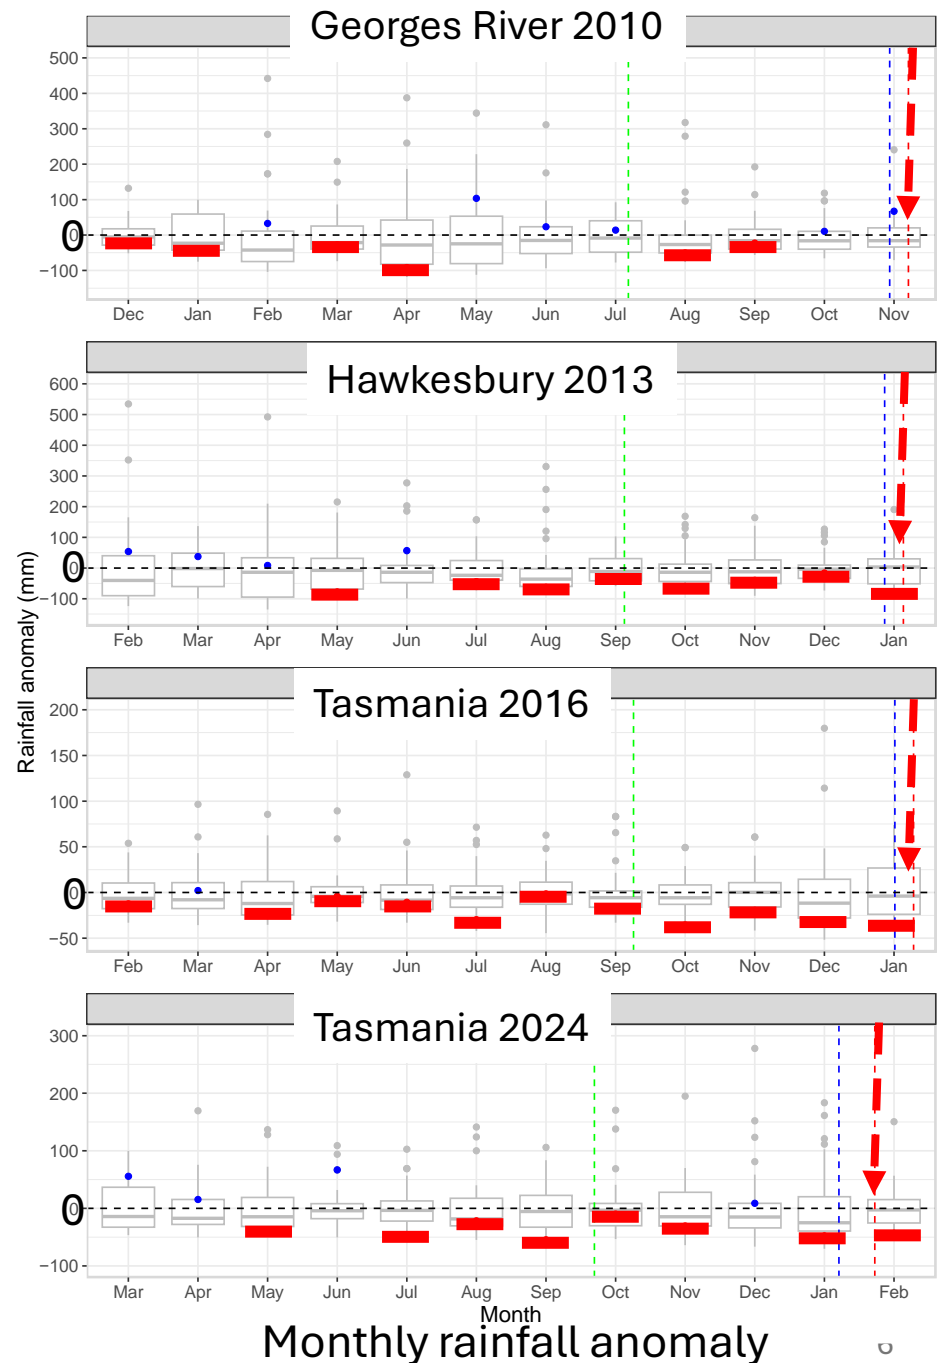 Georges River 2010
500
400
300
200
100
0 0
−100
Dec Jan Feb Mar Apr May Jun Jul Aug Sep Oct Nov
Hawkesbury 2013
600
500
400
300
200
100
0 0
−100
Feb Mar Apr May Jun Jul Aug Sep Oct Nov Dec Jan
Rainfall anomaly (mm)
Tasmania 2016
200
150
100
50
0 0
−50
Feb Mar Apr May Jun Jul Aug Sep Oct Nov Dec Jan
Tasmania 2024
300
200
100
0 0
−100
Mar Apr May Jun Jul Aug Sep Oct Nov Dec Jan Feb
Month
Monthly rainfall anomaly